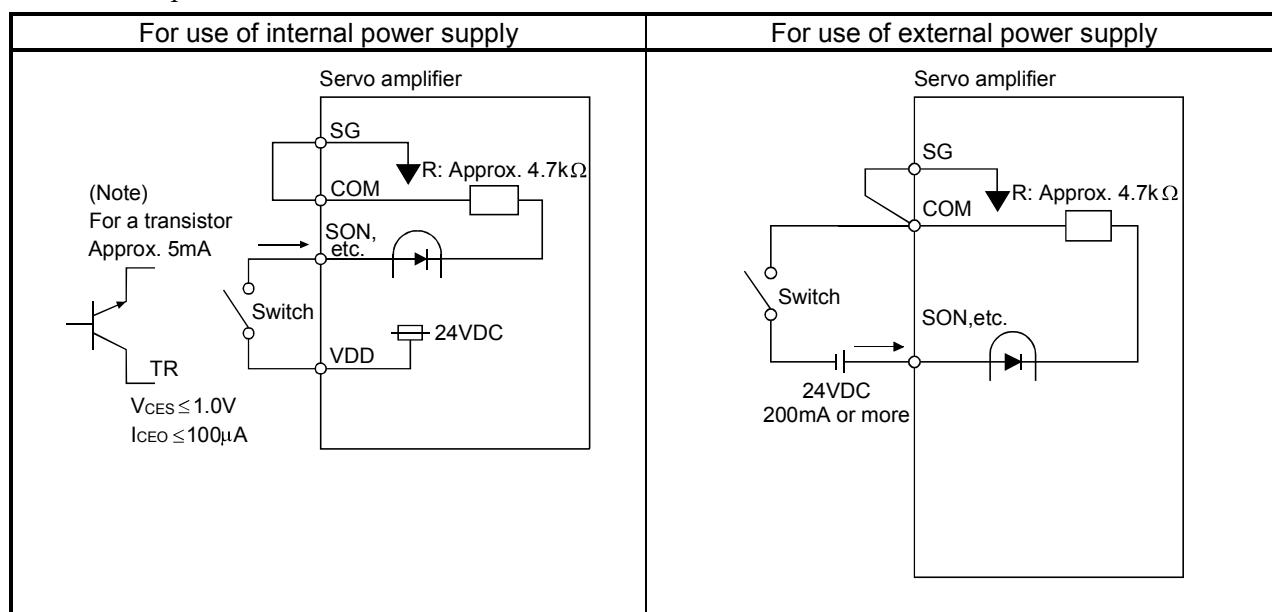 For use of internal power supply
For use of external power supply
Servo amplifier
SG
R: Approx. 4.7kΩ
COM
(Note)
For a transistor
Approx. 5mA
SON,
etc.
Switch
24VDC
VDD
TR
VCES ≤ 1.0V
ICEO ≤ 100μA
Servo amplifier
SG
R: Approx. 4.7kΩ
COM
Switch
SON,etc.
24VDC
200mA or more